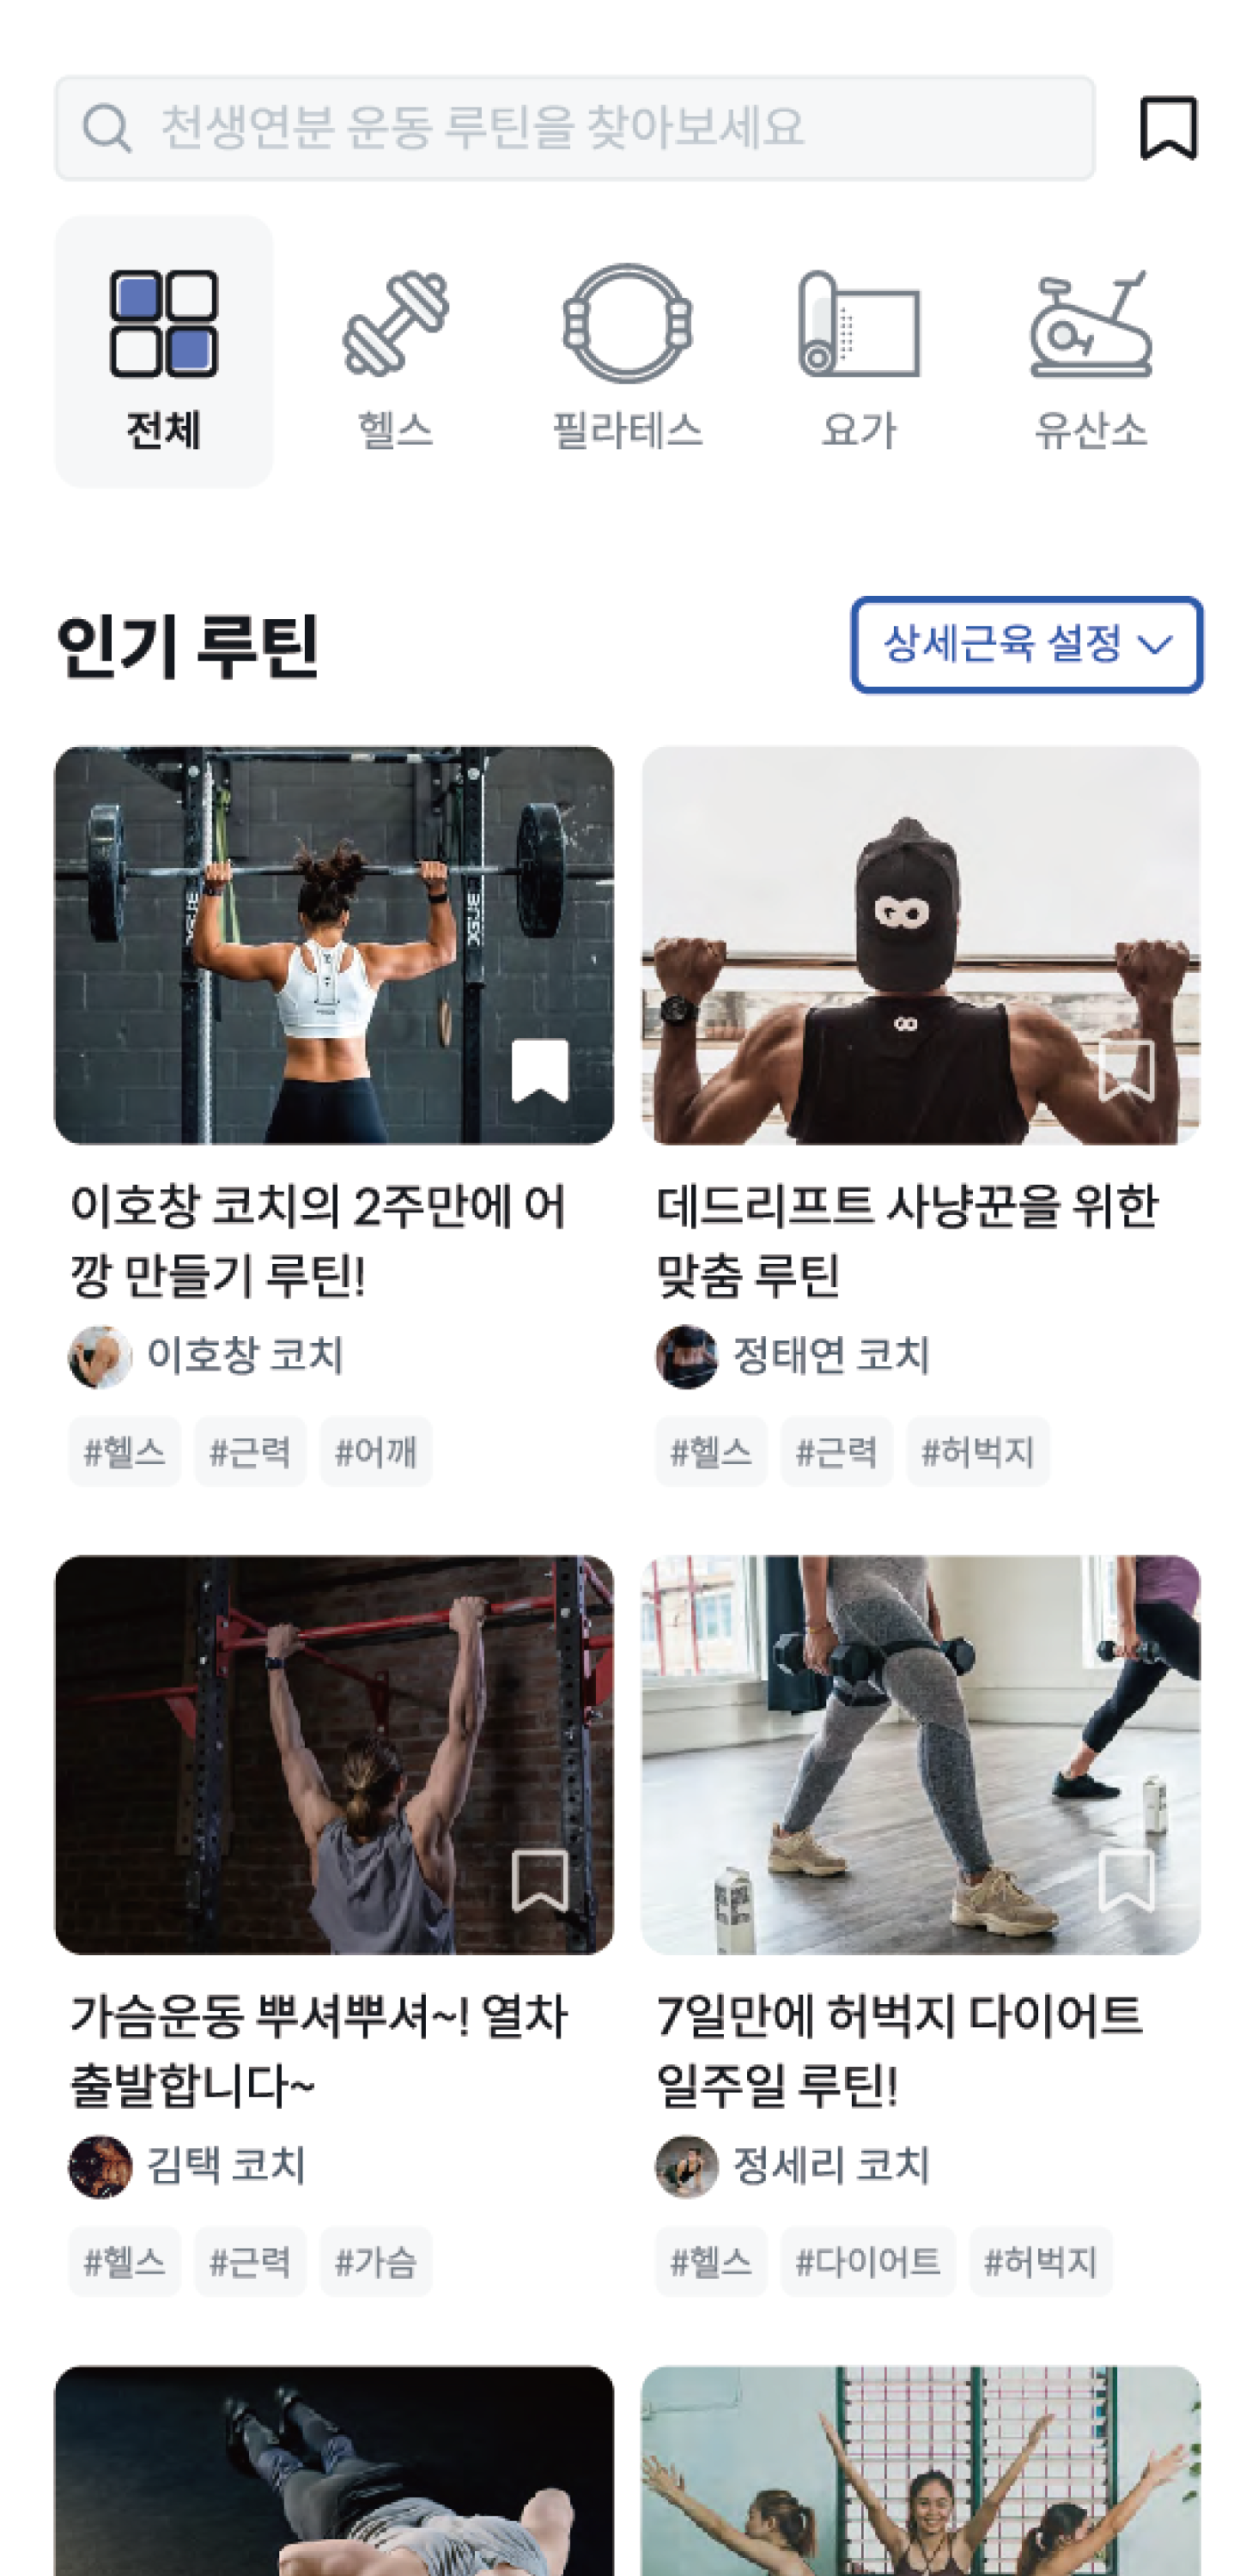 천생연분 운동 루틴을 찾아보세요
전체
헬스
필라테스
요가
유산소
인기 루틴
상세근육 설정
이호창 코치의 2주만에 어
깡 만들기 루틴!
이호창 코치
#헬스 #근력 #어깨
데드리프트 사냥꾼을 위한
맞춤 루틴
정태연 코치
#헬스 #근력 #허벅지
가슴운동 뿌셔뿌셔~! 열차
출발합니다~
김택 코치
#헬스 #근력 #가슴
7일만에 허벅지 다이어트
일주일 루틴!
정세리 코치
#헬스 #다이어트 #허벅지